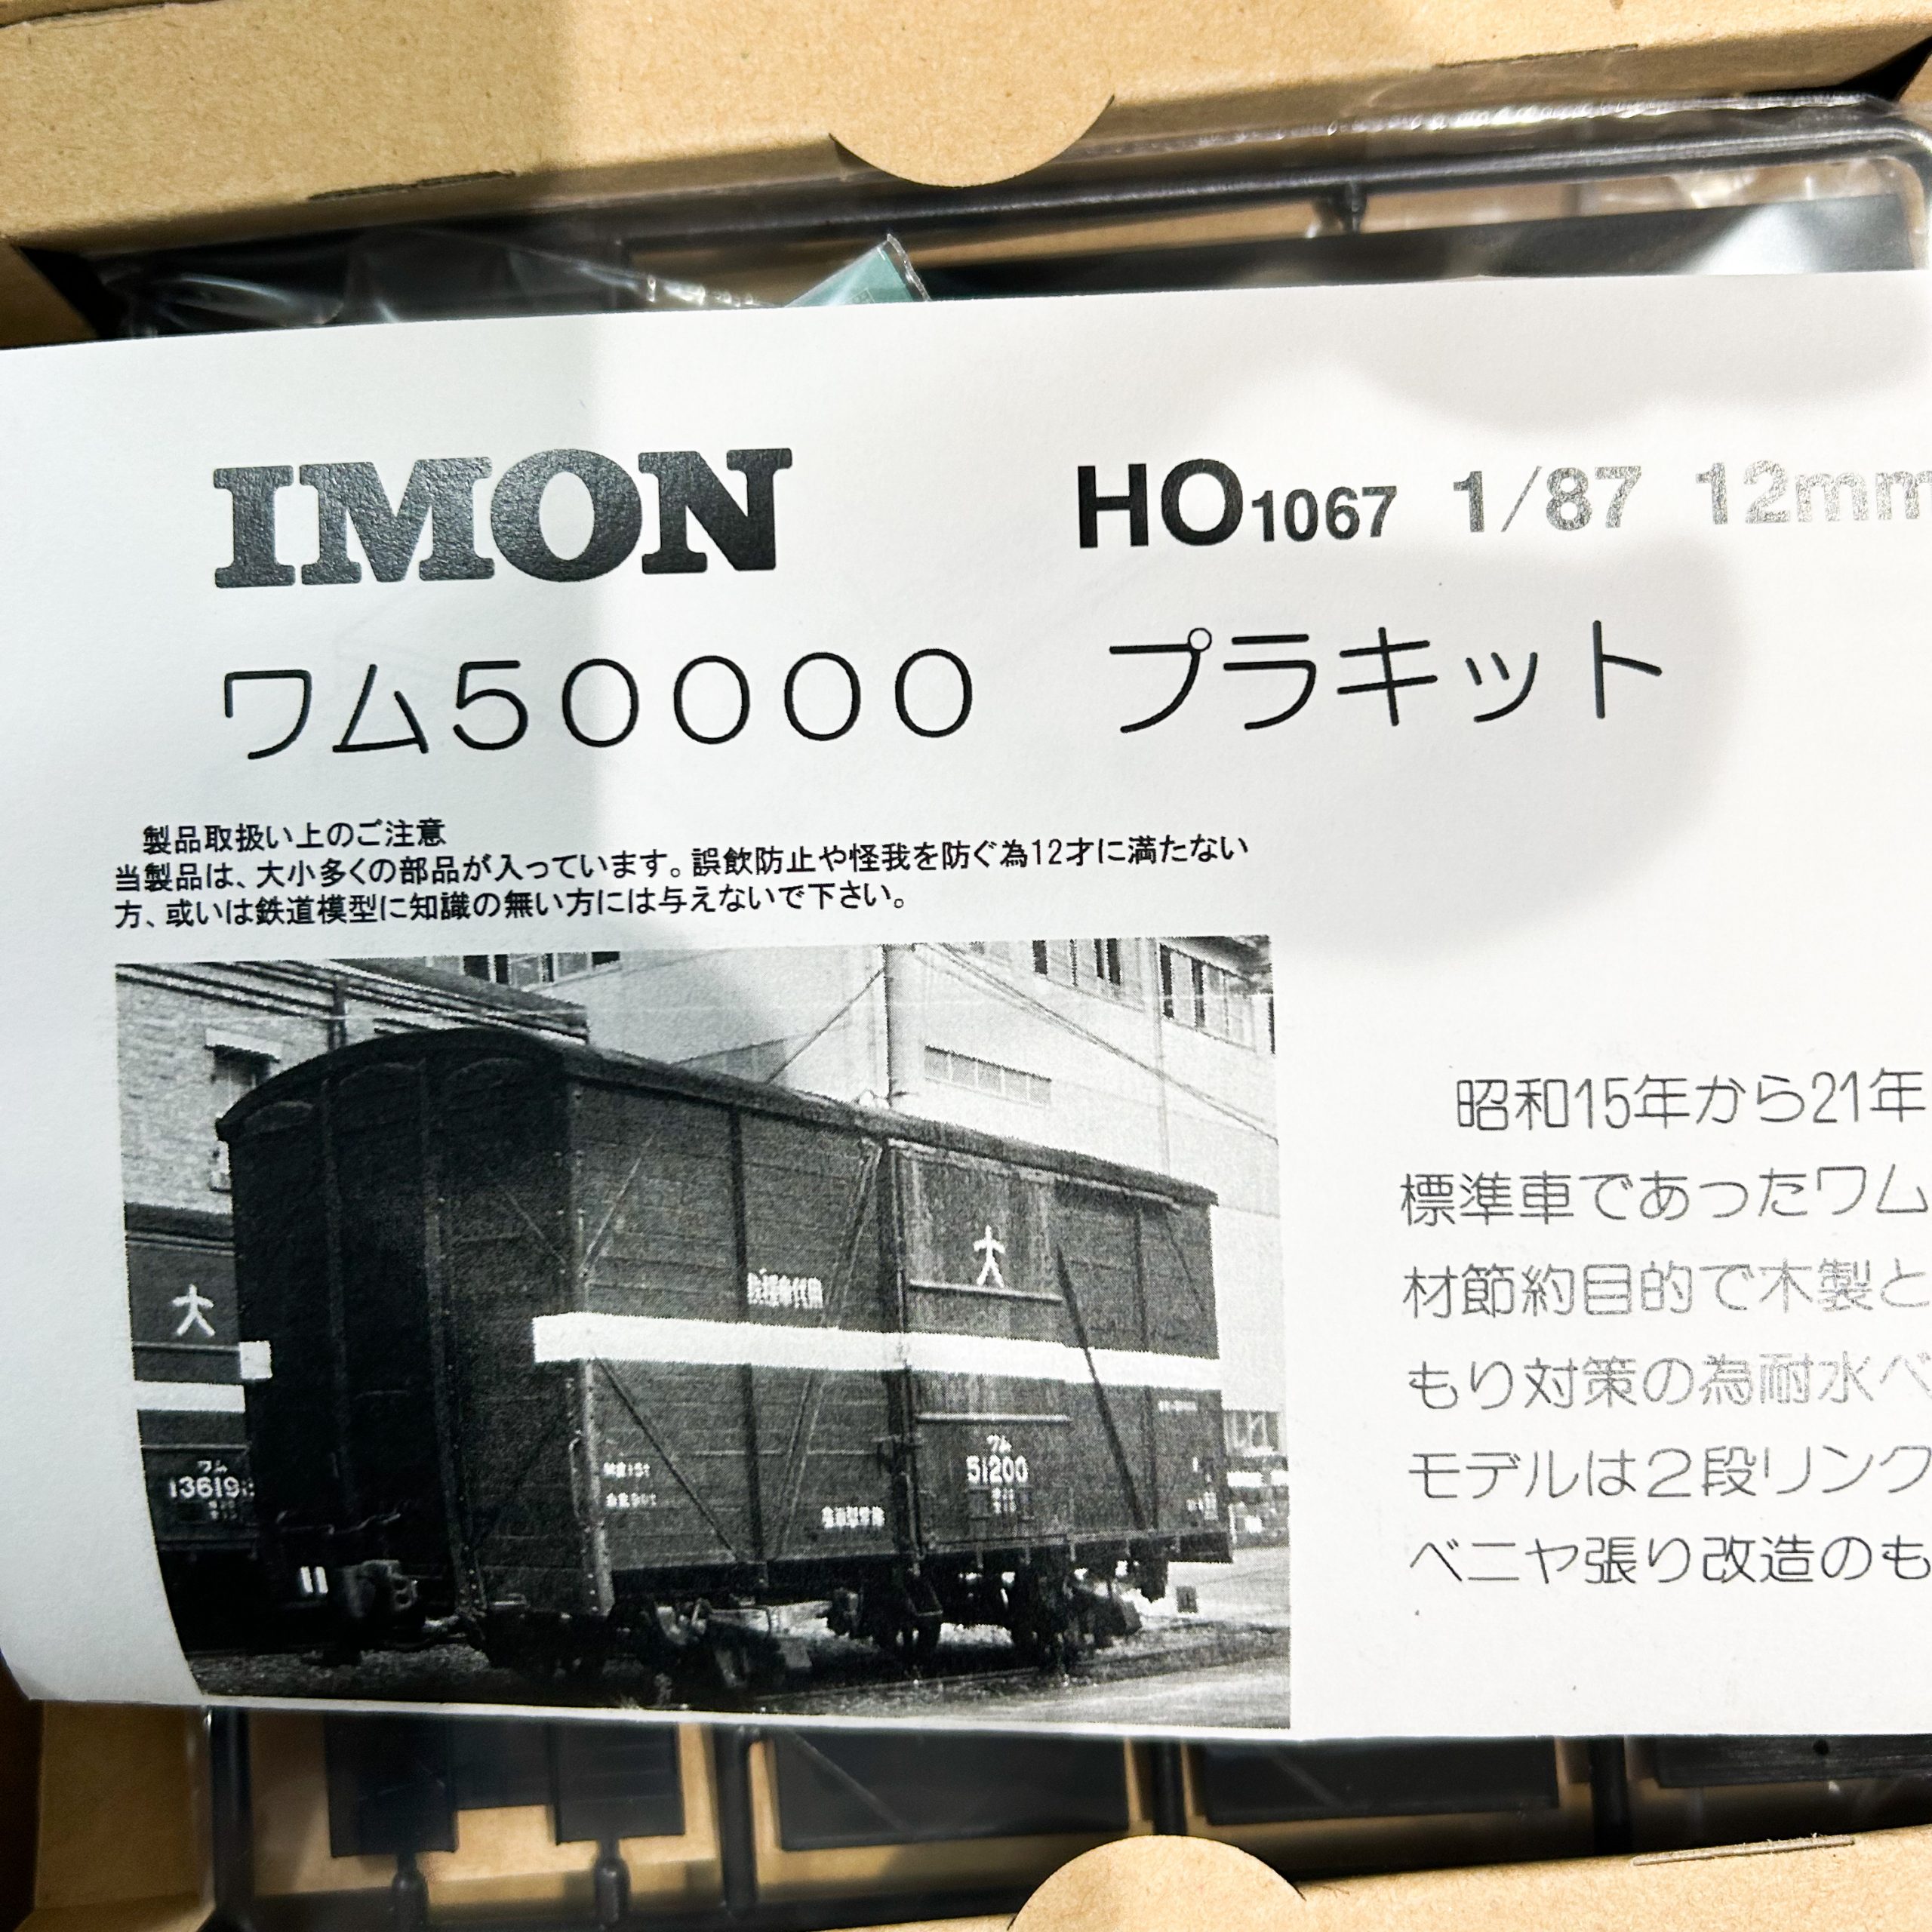 IMON
HO1067 1/87 12mm
ワム50000 プラキット
製品取扱い上のご注意
当製品は、大小多くの部品が入っています。誤飲防止や怪我を防ぐ為12才に満たない
方、或いは鉄道模型に知識の無い方には与えないで下さい。
大
大
ワム
51200
ワム
13619
昭和15年から21年
標準車であったワム
材節約目的で木製と
もり対策の為耐水ベ
モデルは2段リンク
ベニヤ張り改造のも